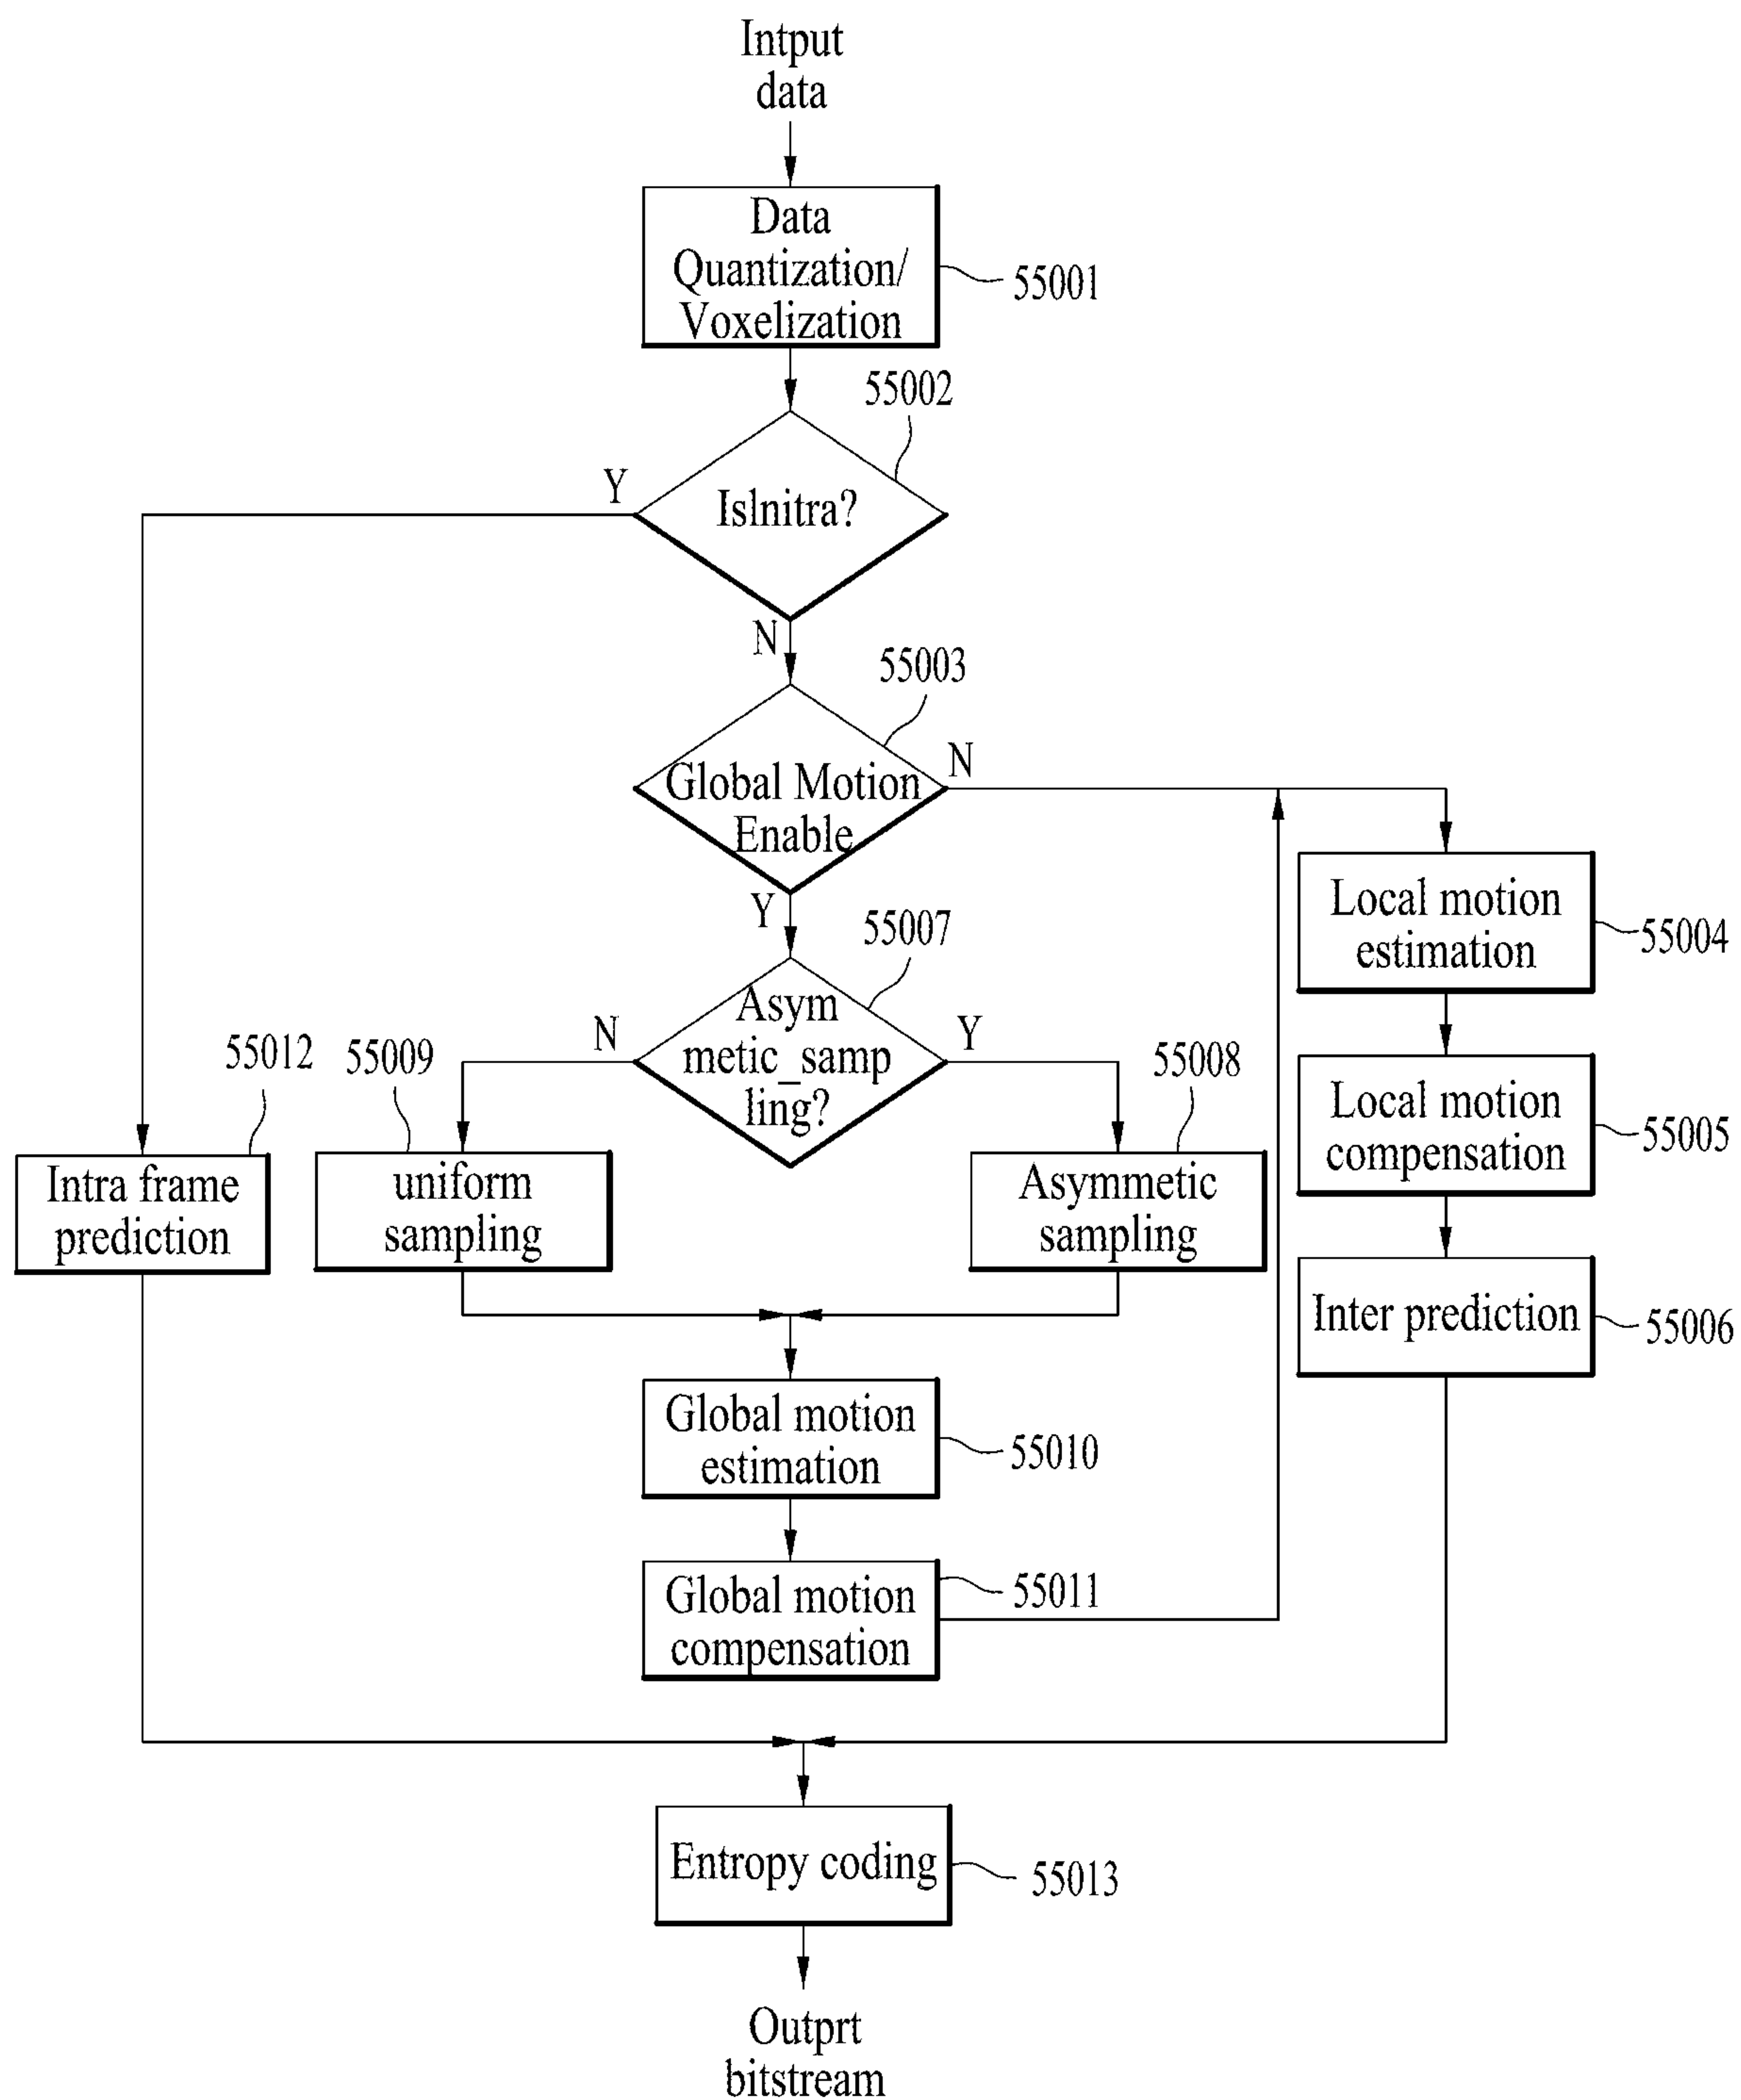 Intput
data
Data
Quantization/
Voxelization
55001
55002
Y
Islnitra?
N
55003
Global Motion
Enable
N
Y
55007
Asym
metic_samp
ling?
N
Y
55012
55009
55008
Local motion
estimation
55004
Local motion
compensation
55005
Intra frame
prediction
uniform
sampling
Asymmetic
sampling
Inter prediction
55006
Global motion
estimation
55010
Global motion
compensation
55011
Entropy coding
55013
Outprt
bitstream